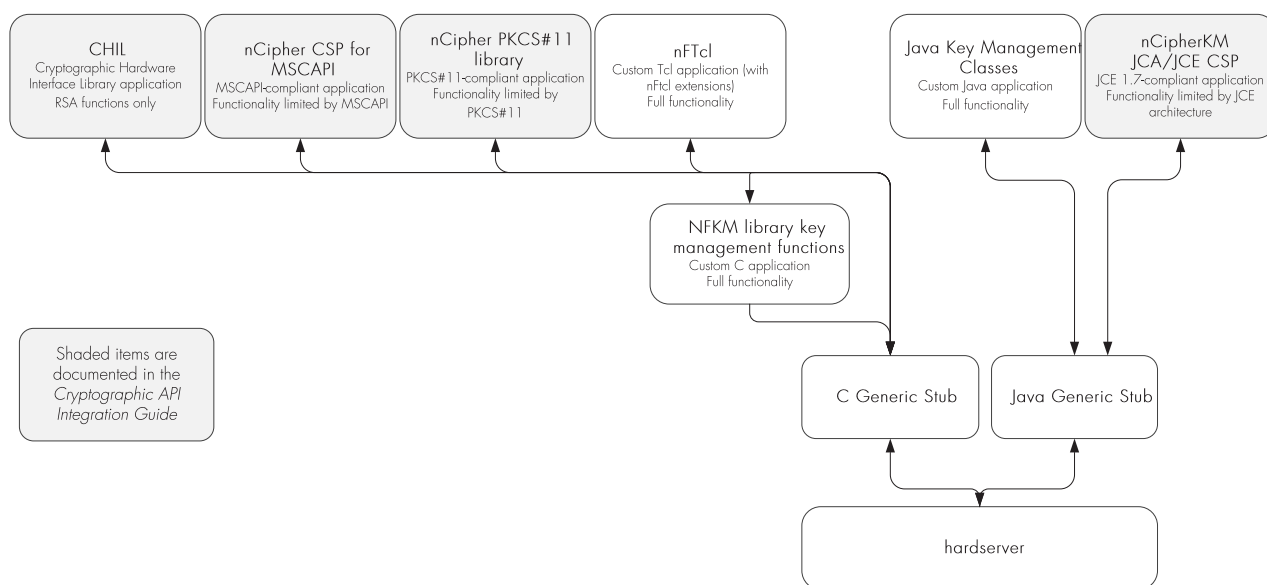 CHIL
Cryptographic Hardware
Interface Library application
RSA functions only
nCipher CSP for
MSCAPI
MSCAPI-compliant application
Functionality limited by MSCAPI
nCipher PKCS#11
library
PKCS#11-compliant application
Functionality limited by
PKCS#11
nFTcl
Custom Tcl application (with
nFtcl extensions)
Full functionality
Java Key Management
Classes
Custom Java application
Full functionality
nCipherKM
JCA/JCE CSP
JCE 1.7-compliant application
Functionality limited by JCE
architecture
NFKM library key
management functions
Custom C application
Full functionality
Shaded items are
documented in the
Cryptographic API
Integration Guide
C Generic Stub
Java Generic Stub
hardserver